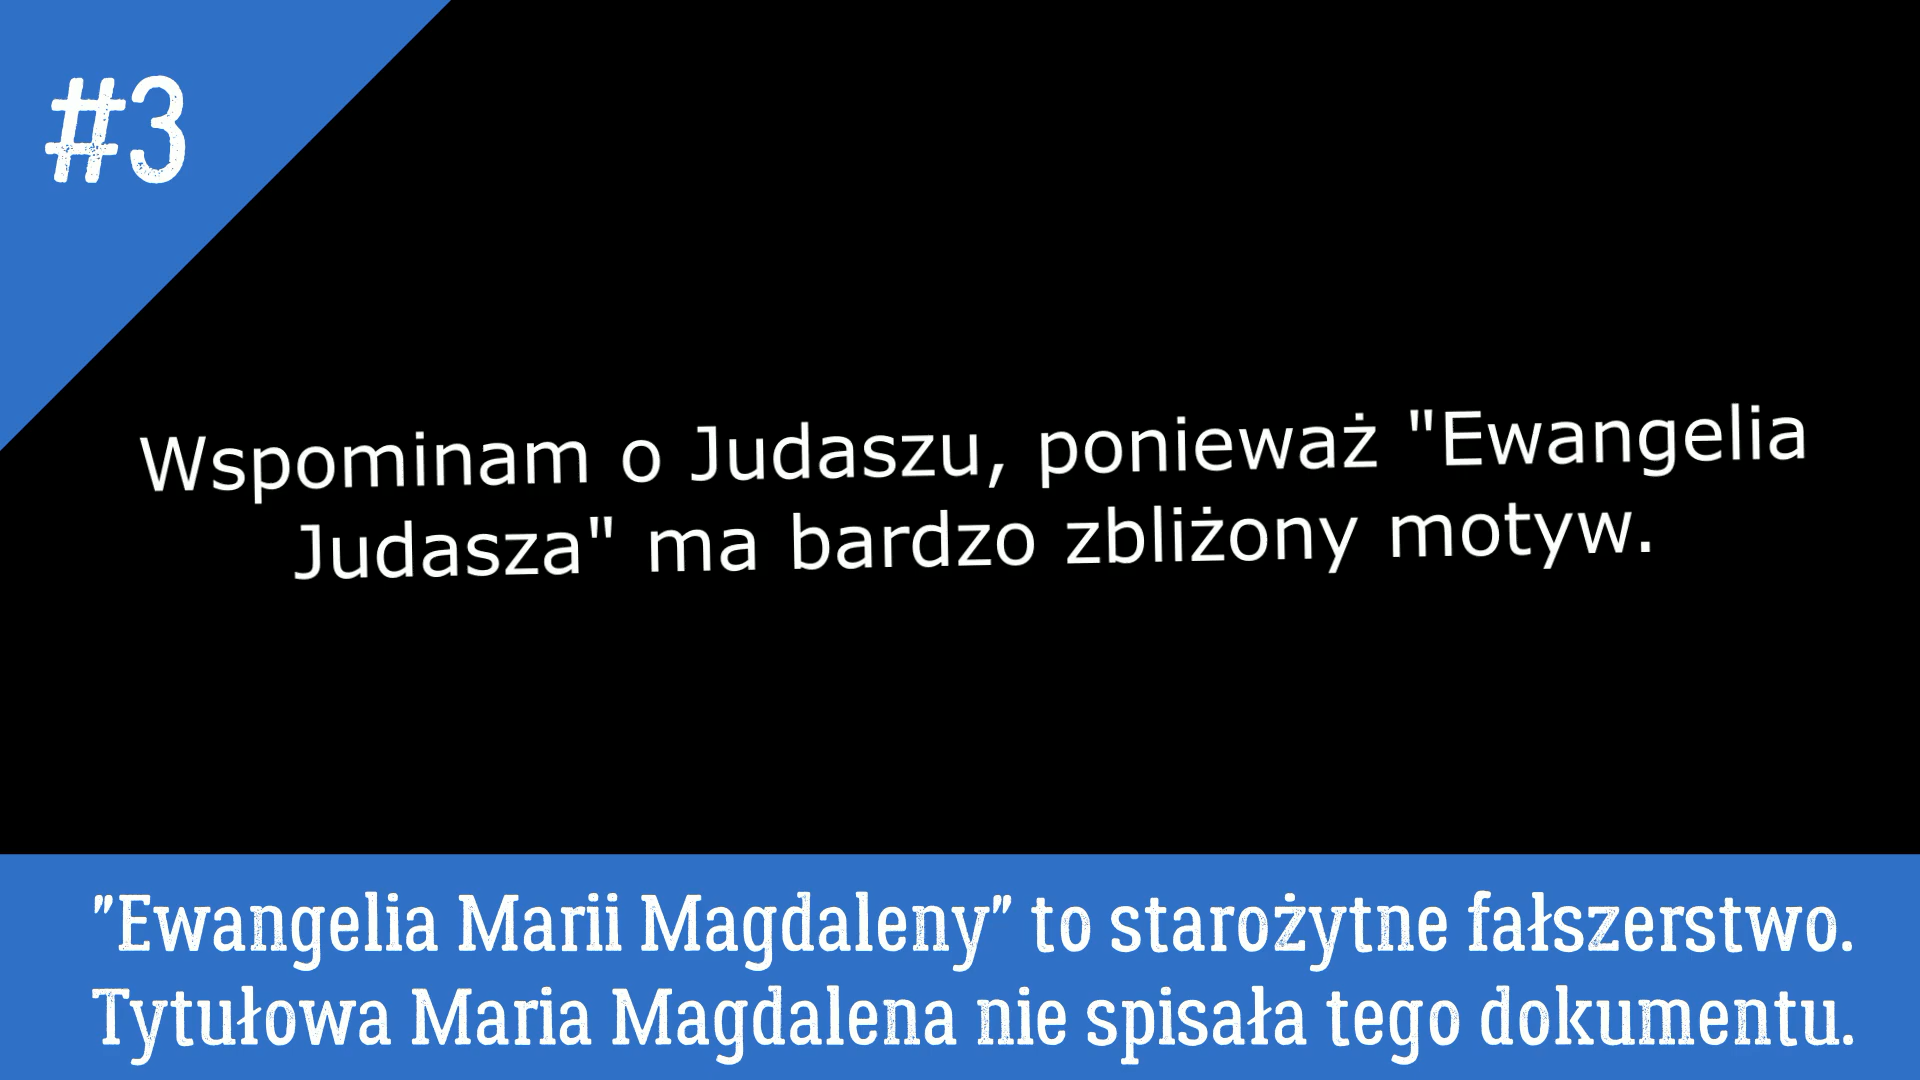 #3
Wspominam o Judaszu, ponieważ "Ewangelia
Judasza" ma bardzo zbliżony motyw.
"Ewangelia Marii Magdaleny" to starożytne fałszerstwo.
Tytułowa Maria Magdalena nie spisała tego dokumentu.